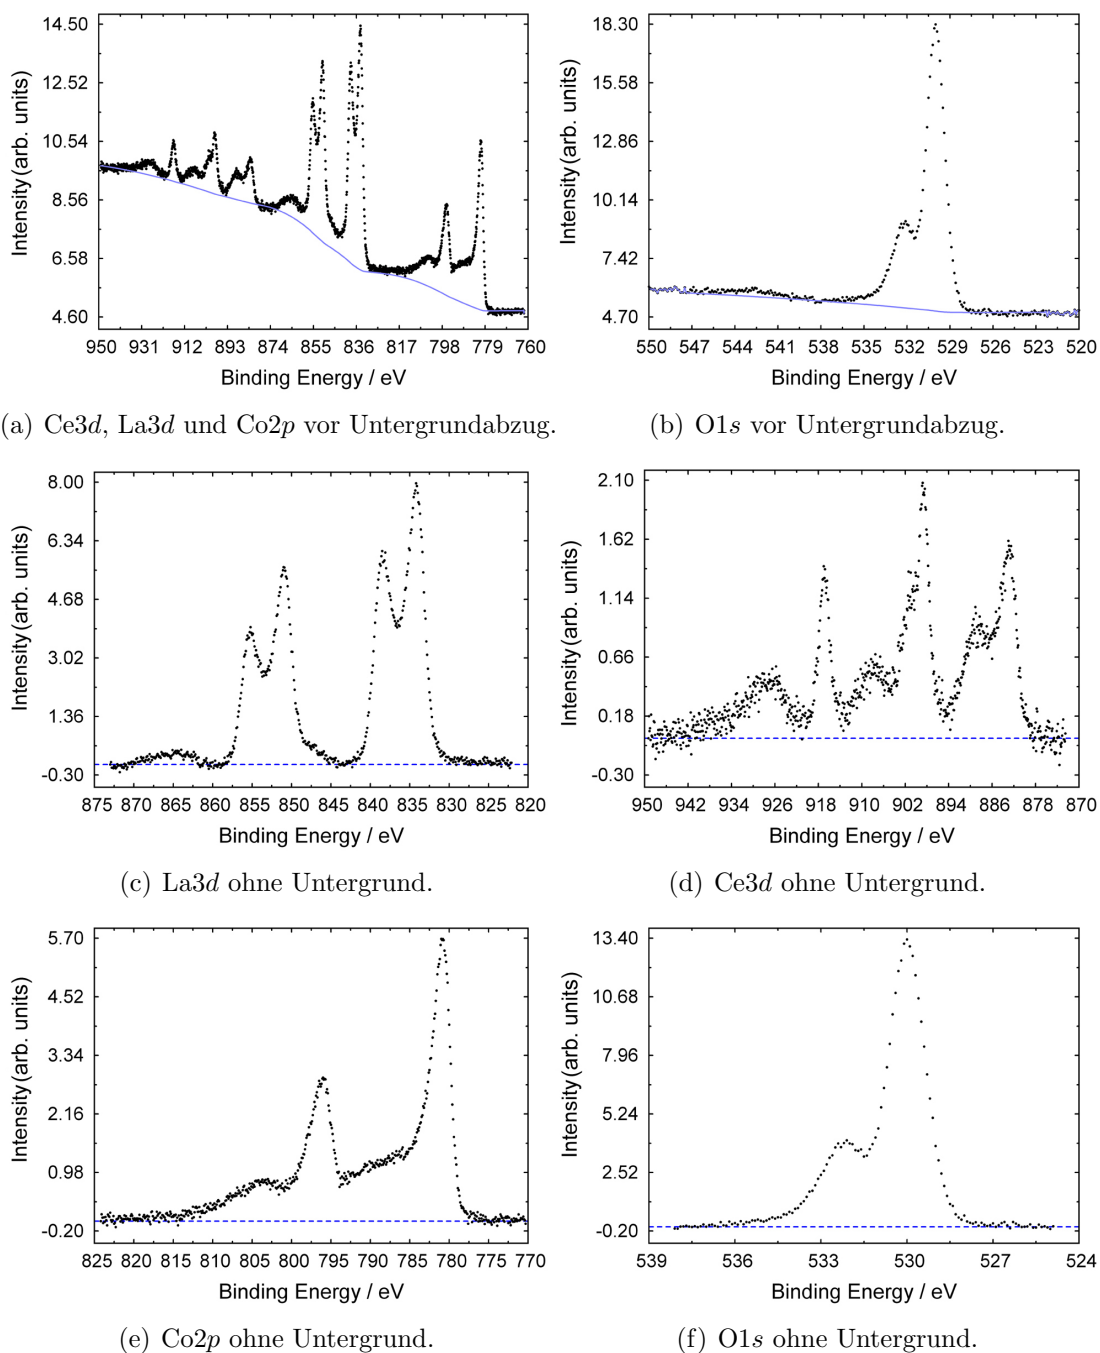 14.50
12.52
10.54
8.56
6.58
4.60
Intensity(arb. units)
950 931 912 893 874 855 836 817 798 779 760
Binding Energy / eV
(a) Ce3d, La3d und Co2p vor Untergrundabzug.
18.30
15.58
12.86
10.14
7.42
4.70
Intensity(arb. units)
550 547 544 541 538 535 532 529 526 523 520
Binding Energy / eV
(b) O1s vor Untergrundabzug.
8.00
6.34
4.68
3.02
1.36
-0.30
Intensity(arb. units)
875 870 865 860 855 850 845 840 835 830 825 820
Binding Energy / eV
(c) La3d ohne Untergrund.
2.10
1.62
1.14
0.66
0.18
-0.30
Intensity(arb. units)
950 942 934 926 918 910 902 894 886 878 870
Binding Energy / eV
(d) Ce3d ohne Untergrund.
5.70
4.52
3.34
2.16
0.98
-0.20
Intensity(arb. units)
825 820 815 810 805 800 795 790 785 780 775 770
Binding Energy / eV
(e) Co2p ohne Untergrund.
13.40
10.68
7.96
5.24
2.52
-0.20
Intensity(arb. units)
539 536 533 530 527 524
Binding Energy / eV
(f) O1s ohne Untergrund.